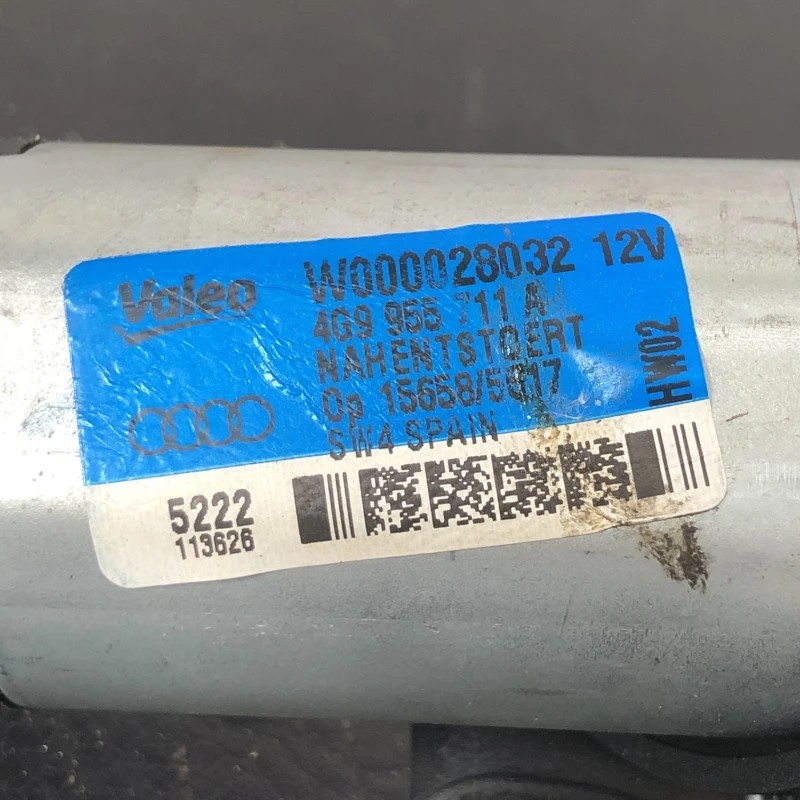 Valeo
W000028032 12V
4G9 955 711 A
NAHENTSTOERT
Op 15658/5617
SW4 SPAIN
HW02
5222
113626